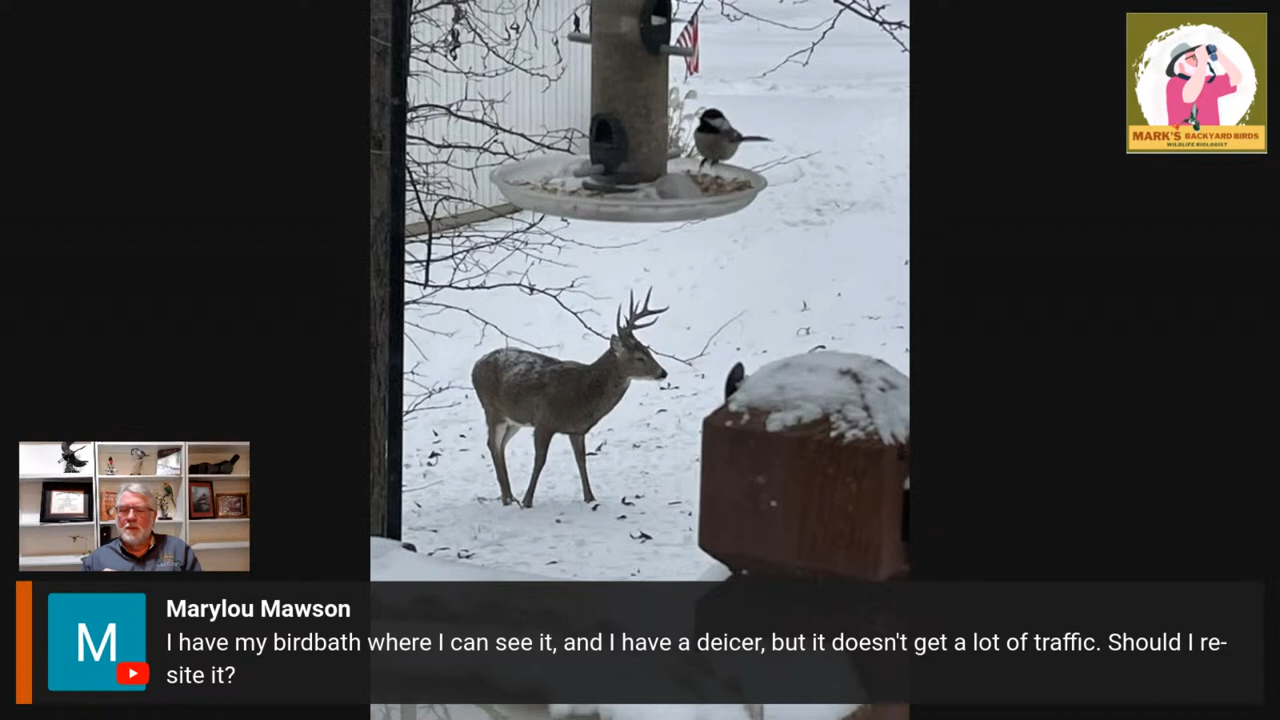 MARK'S BACKYARD BIRDS
WILDLIFE BIOLOGIST
M
Marylou Mawson
I have my birdbath where I can see it, and I have a deicer, but it doesn't get a lot of traffic. Should I re-
site it?